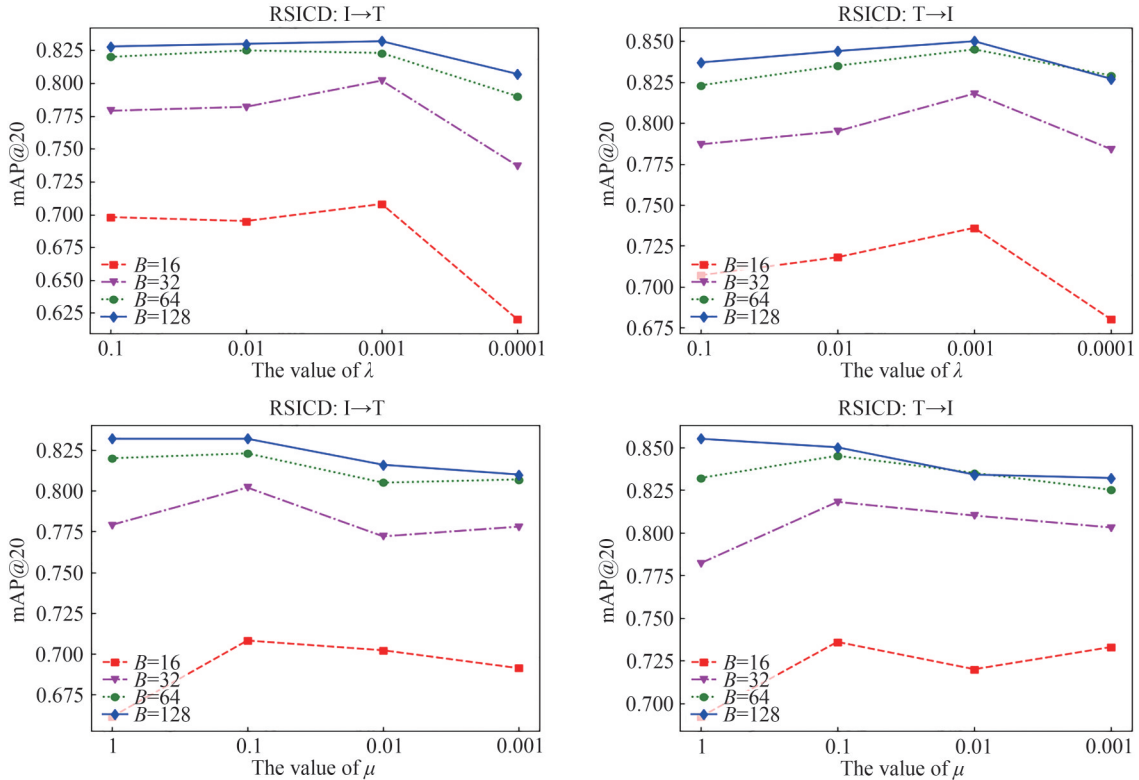 RSICD: I→T
mAP@20
0.825
0.800
0.775
0.750
0.725
0.700
0.675
0.650
0.625
B=16
B=32
B=64
B=128
0.1 0.01 0.001 0.0001
The value of λ
RSICD: T→I
mAP@20
0.850
0.825
0.800
0.775
0.750
0.725
0.700
0.675
B=16
B=32
B=64
B=128
0.1 0.01 0.001 0.0001
The value of λ
RSICD: I→T
mAP@20
0.825
0.800
0.775
0.750
0.725
0.700
0.675
B=16
B=32
B=64
B=128
1 0.1 0.01 0.001
The value of μ
RSICD: T→I
mAP@20
0.850
0.825
0.800
0.775
0.750
0.725
0.700
B=16
B=32
B=64
B=128
1 0.1 0.01 0.001
The value of μ